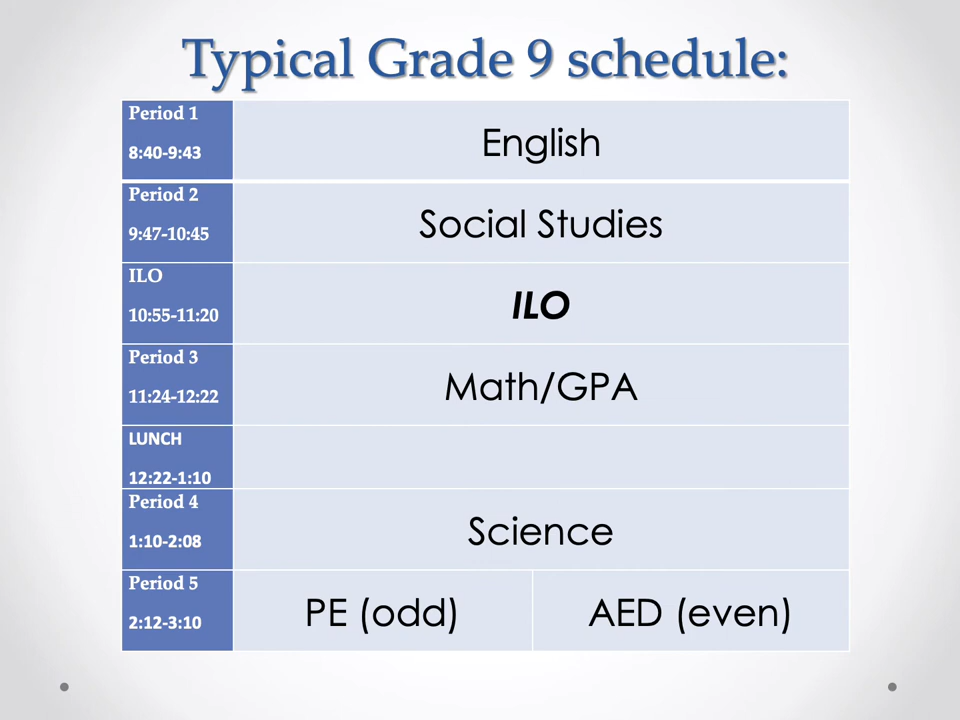 Typical Grade 9 schedule:
Period 1
8:40-9:43
English
Period 2
9:47-10:45
Social Studies
ILO
10:55-11:20
ILO
Period 3
11:24-12:22
Math/GPA
LUNCH
12:22-1:10
Period 4
1:10-2:08
Science
Period 5
2:12-3:10
PE (odd)
AED (even)